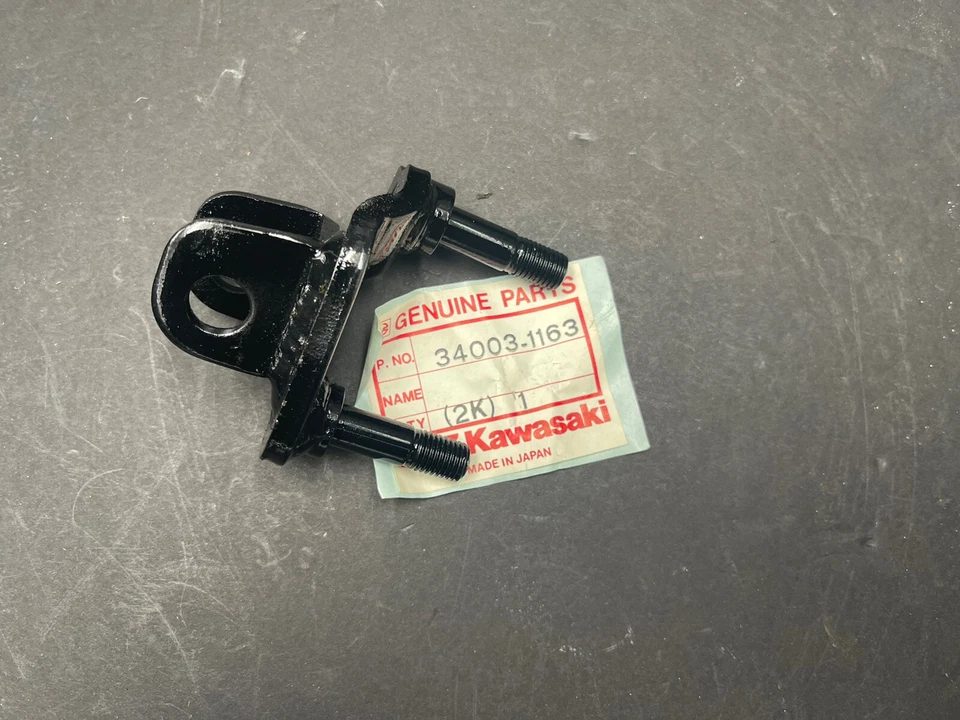 GENUINE PARTS
P. NO. 34003-1163
NAME
(2K) 1
Kawasaki
MADE IN JAPAN